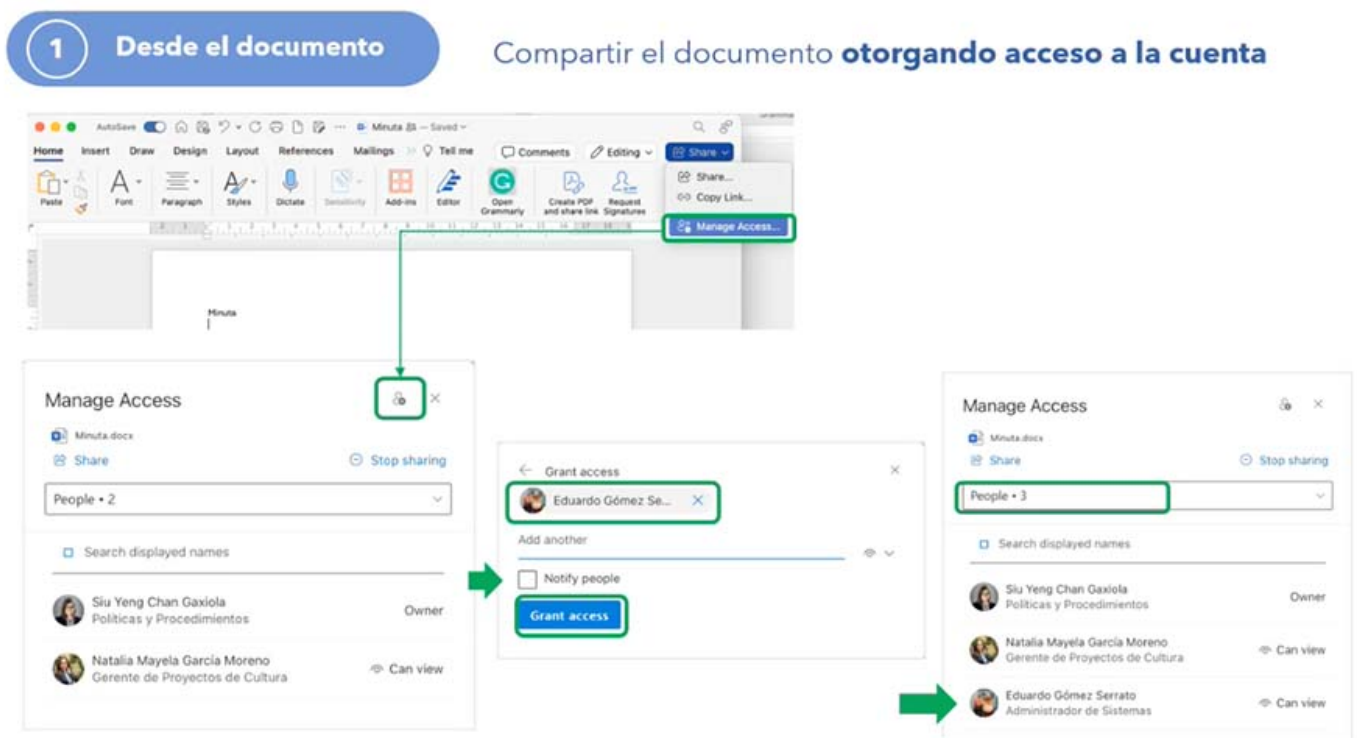 1 Desde el documento
Compartir el documento otorgando acceso a la cuenta
AutoSave
Minuta
— Saved
Home Insert Draw Design Layout References Mailings Tell me Comments Editing Share
Paste Font Paragraph Styles Dictate Sensitivity Add-ins Editor Open Grammarly Create PDF and share link Request Signatures
Share...
Copy Link...
Manage Access...
Minuta
Manage Access
Minuta.docx
Share Stop sharing
People • 2
Search displayed names
Siu Yeng Chan Gaxiola
Políticas y Procedimientos
Owner
Natalia Mayela García Moreno
Gerente de Proyectos de Cultura
Can view
Grant access
Eduardo Gómez Se...
Add another
Notify people
Grant access
Manage Access
Minuta.docx
Share Stop sharing
People • 3
Search displayed names
Siu Yeng Chan Gaxiola
Políticas y Procedimientos
Owner
Natalia Mayela García Moreno
Gerente de Proyectos de Cultura
Can view
Eduardo Gómez Serrato
Administrador de Sistemas
Can view